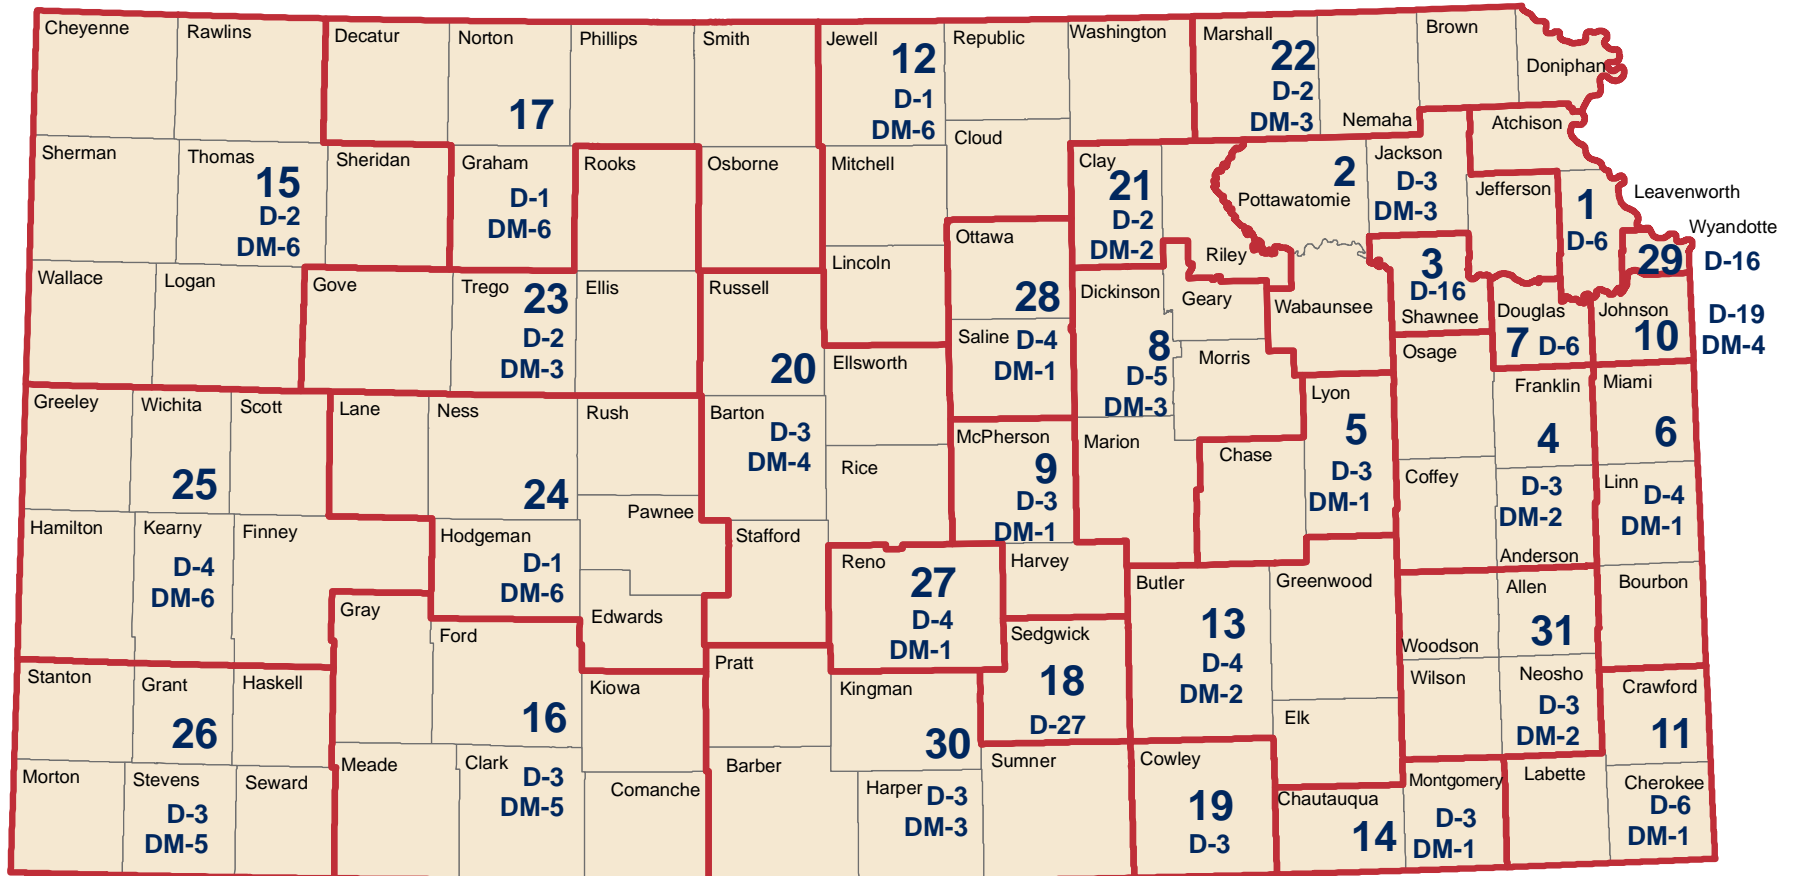 Cheyenne
Rawlins
Decatur
Norton
Phillips
Smith
Jewell
Republic
Washington
Marshall
Brown
Doniphan
12
D-1
DM-6
22
D-2
DM-3
17
Nemaha
Atchison
Sherman
Thomas
15
D-2
DM-6
Sheridan
Graham
D-1
DM-6
Rooks
Osborne
Mitchell
Cloud
Clay
21
D-2
DM-2
Riley
Pottawatomie
2
Jackson
D-3
DM-3
Jefferson
1
D-6
Leavenworth
Wyandotte
29
D-16
Wallace
Logan
Gove
Trego
23
D-2
DM-3
Ellis
Russell
20
Lincoln
Ottawa
28
Saline
D-4
DM-1
Dickinson
Geary
8
D-5
DM-3
Morris
Wabaunsee
3
D-16
Shawnee
Douglas
7
D-6
Johnson
10
D-19
DM-4
Ellsworth
Osage
Franklin
Miami
Greeley
Wichita
Scott
25
Lane
Ness
24
Rush
Barton
D-3
DM-4
Rice
McPherson
9
D-3
DM-1
Marion
Chase
Lyon
5
D-3
DM-1
Coffey
4
D-3
DM-2
Anderson
6
Linn
D-4
DM-1
Hamilton
Kearny
D-4
DM-6
Finney
Hodgeman
D-1
DM-6
Pawnee
Edwards
Stafford
Reno
27
D-4
DM-1
Harvey
Butler
13
D-4
DM-2
Greenwood
Woodson
Allen
31
Bourbon
Gray
Ford
Sedgwick
18
D-27
Wilson
Neosho
D-3
DM-2
Stanton
Grant
Haskell
26
16
Kiowa
Pratt
Kingman
30
Elk
Crawford
11
Morton
Stevens
D-3
DM-5
Seward
Meade
Clark
D-3
DM-5
Comanche
Barber
Harper
D-3
DM-3
Sumner
Cowley
19
D-3
Chautauqua
14
Montgomery
D-3
DM-1
Labette
Cherokee
D-6
DM-1